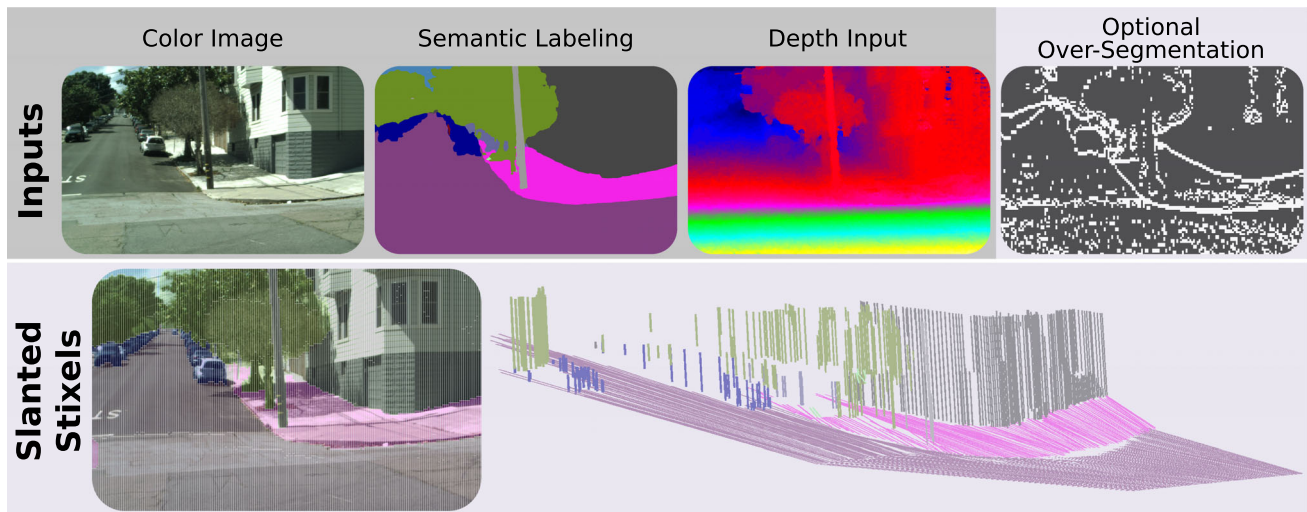 Color Image
Semantic Labeling
Depth Input
Optional
Over-Segmentation
Inputs
Slanted
Stixels